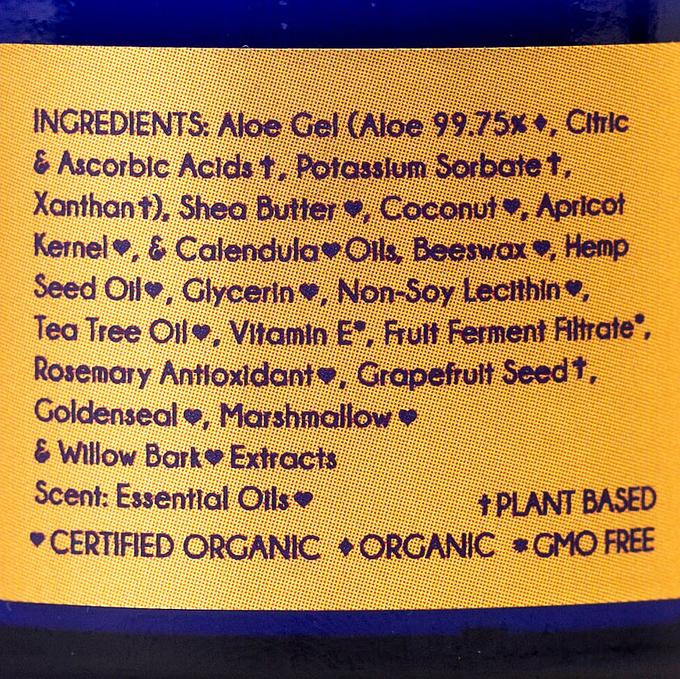 INGREDIENTS: Aloe Gel (Aloe 99.75%♦, Citric
& Ascorbic Acids†, Potassium Sorbate†,
Xanthan†), Shea Butter♥, Coconut♥, Apricot
Kernel♥, & Calendula♥Oils, Beeswax♥, Hemp
Seed Oil♥, Glycerin♥, Non-Soy Lecithin♥,
Tea Tree Oil♥, Vitamin E*, Fruit Ferment Filtrate*,
Rosemary Antioxidant♥, Grapefruit Seed†,
Goldenseal♥, Marshmallow♥
& Willow Bark♥ Extracts
Scent: Essential Oils♥ †PLANT BASED
♥CERTIFIED ORGANIC ♦ORGANIC *GMO FREE